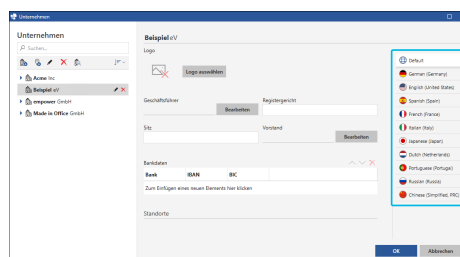 Unternehmen
Unternehmen
Suchen...
Acme Inc
Beispiel eV
empower GmbH
Made in Office GmbH
Beispiel eV
Logo
Logo auswählen
Geschäftsführer
Registergericht
Bearbeiten
Sitz
Vorstand
Bearbeiten
Bankdaten
Bank IBAN BIC
Zum Einfügen eines neuen Elements hier klicken
Standorte
Default
German (Germany)
English (United States)
Spanish (Spain)
French (France)
Italian (Italy)
Japanese (Japan)
Dutch (Netherlands)
Portuguese (Portugal)
Russian (Russia)
Chinese (Simplified, PRC)
OK
Abbrechen